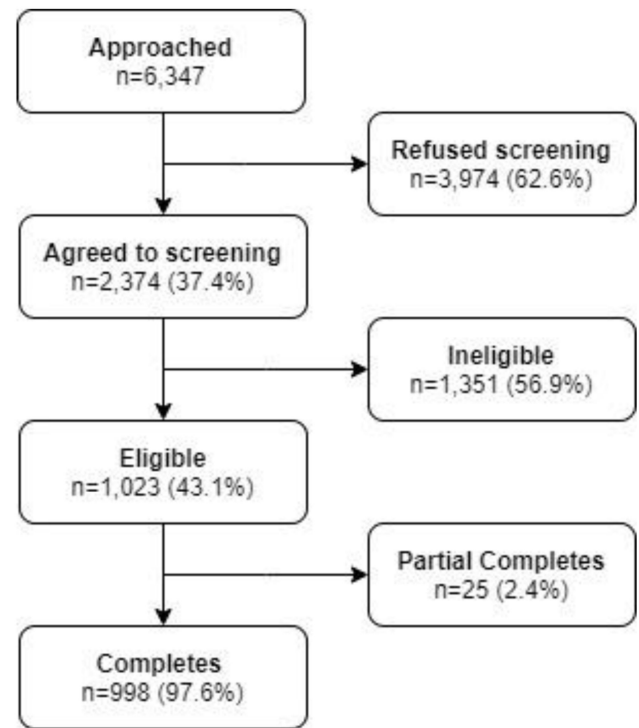 Approached
n=6,347
Refused screening
n=3,974 (62.6%)
Agreed to screening
n=2,374 (37.4%)
Ineligible
n=1,351 (56.9%)
Eligible
n=1,023 (43.1%)
Partial Completes
n=25 (2.4%)
Completes
n=998 (97.6%)